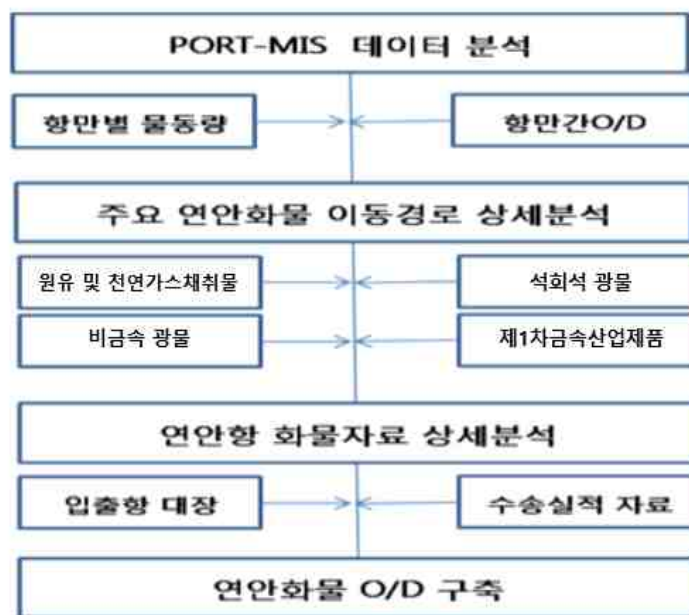 PORT-MIS 데이터 분석
항만별 물동량
항만간O/D
주요 연안화물 이동경로 상세분석
원유 및 천연가스채취물
석회석 광물
비금속 광물
제1차금속산업제품
연안항 화물자료 상세분석
입출항 대장
수송실적 자료
연안화물 O/D 구축